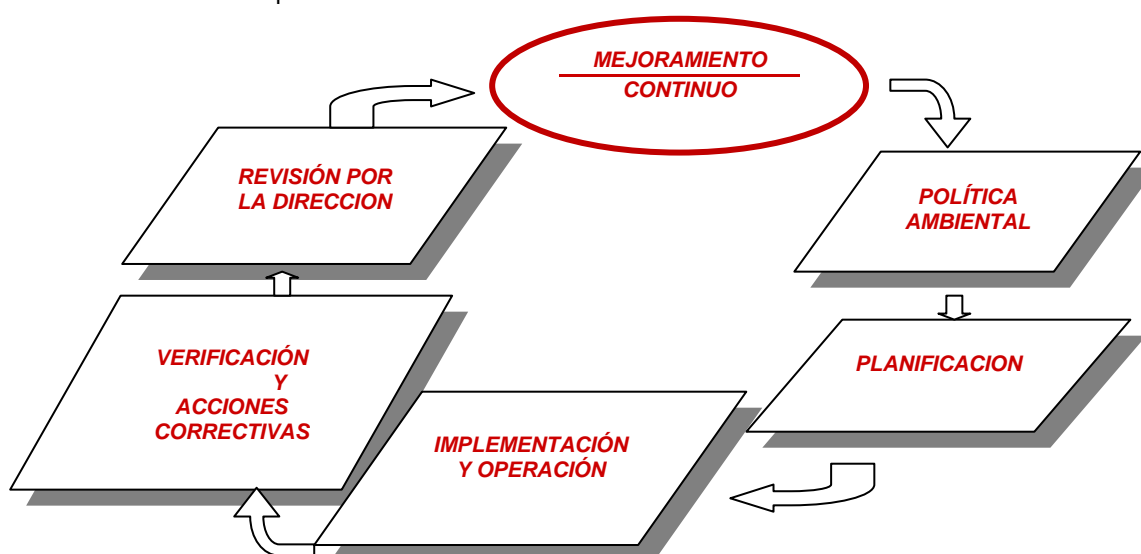 MEJORAMIENTO
CONTINUO
REVISIÓN POR
LA DIRECCION
POLÍTICA
AMBIENTAL
PLANIFICACION
VERIFICACIÓN
Y
ACCIONES
CORRECTIVAS
IMPLEMENTACIÓN
Y OPERACIÓN